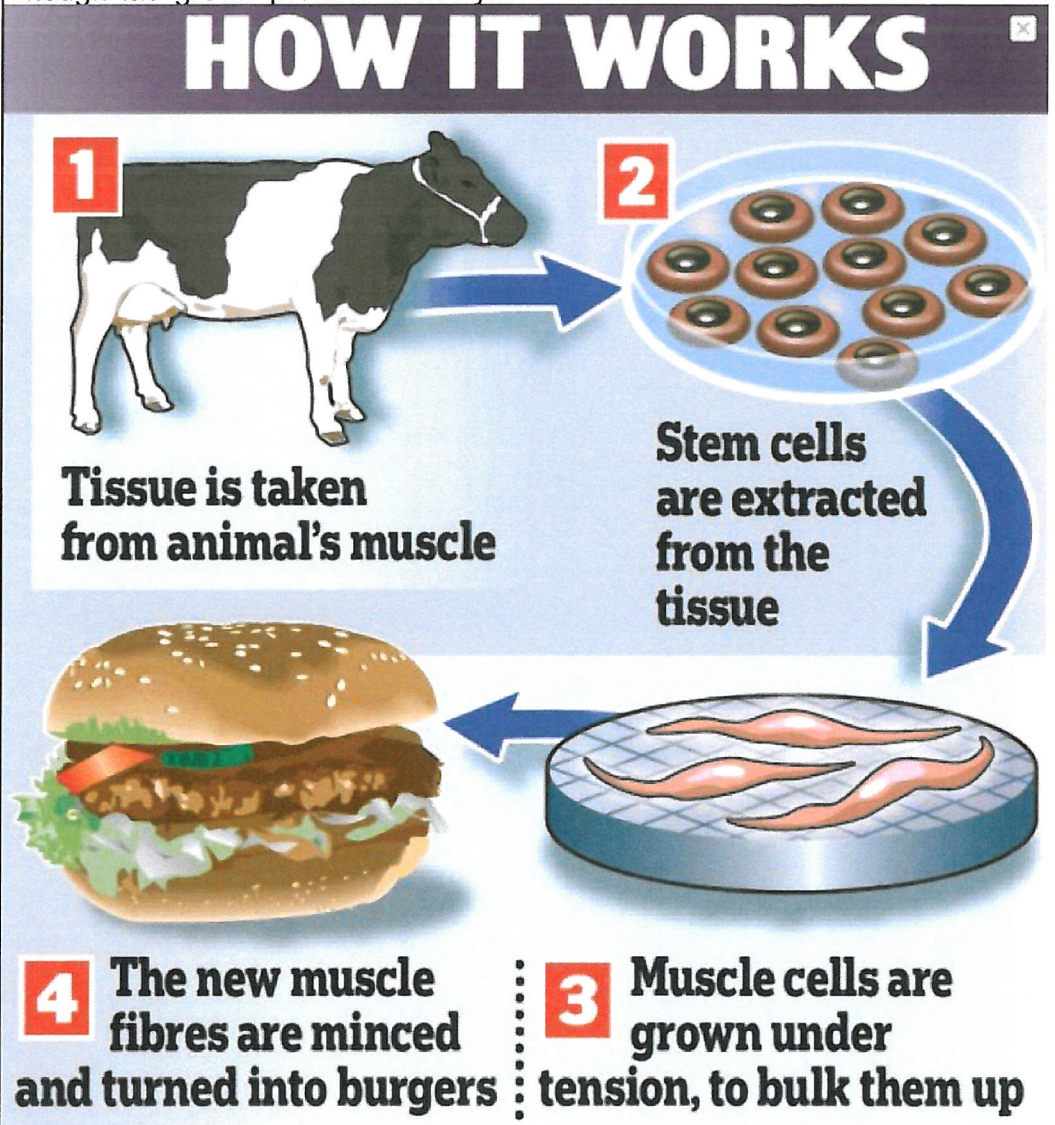 HOW IT WORKS
1
Tissue is taken
from animal's muscle
2
Stem cells
are extracted
from the
tissue
3 Muscle cells are
grown under
tension, to bulk them up
4 The new muscle
fibres are minced
and turned into burgers